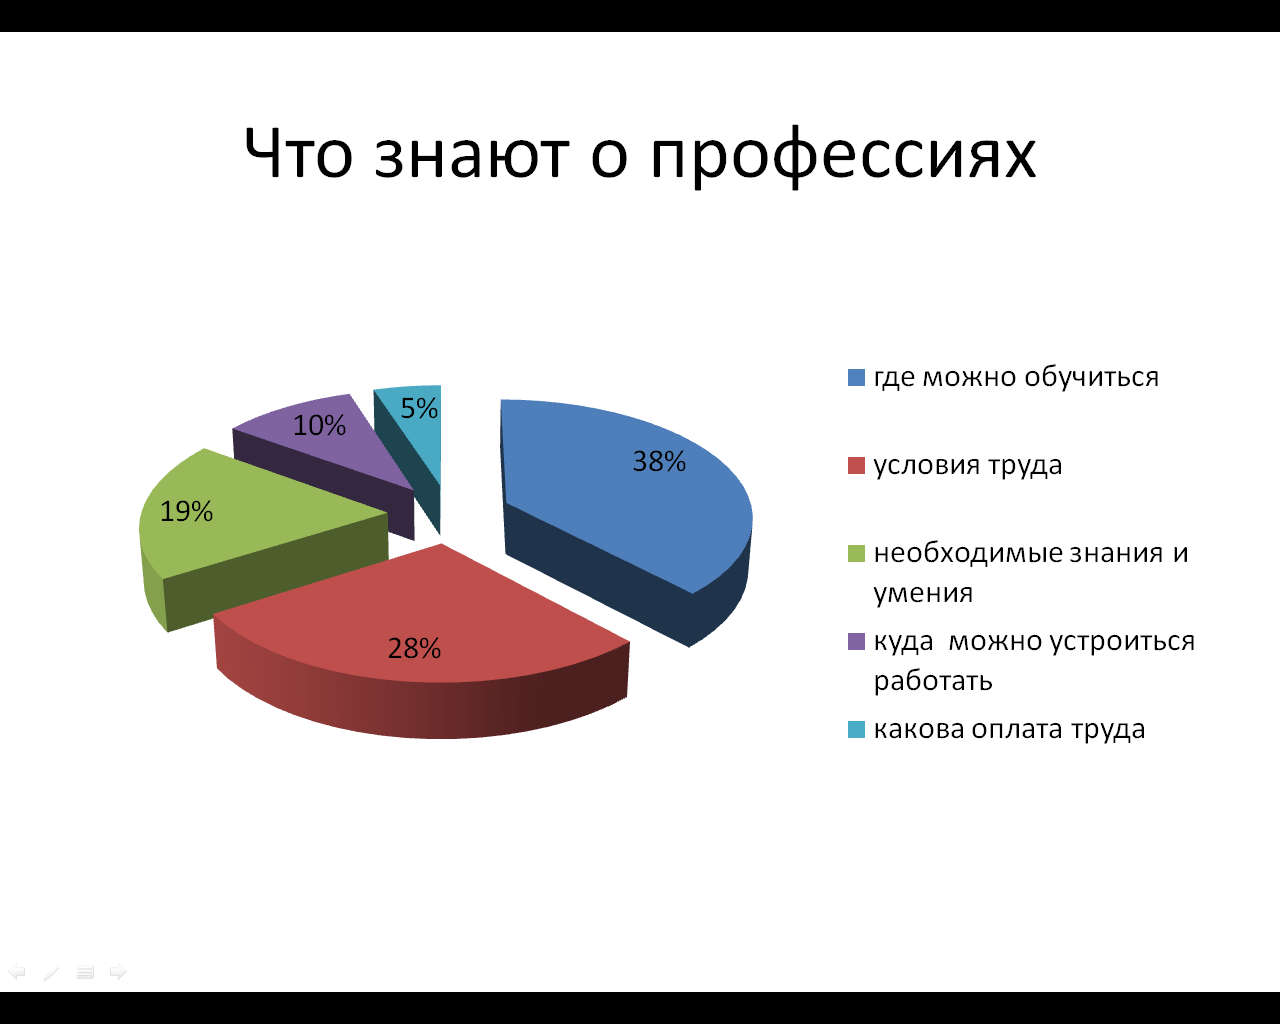 Что знают о профессиях
5%
10%
38%
19%
28%
где можно обучиться
условия труда
необходимые знания и
умения
куда  можно устроиться
работать
какова оплата труда